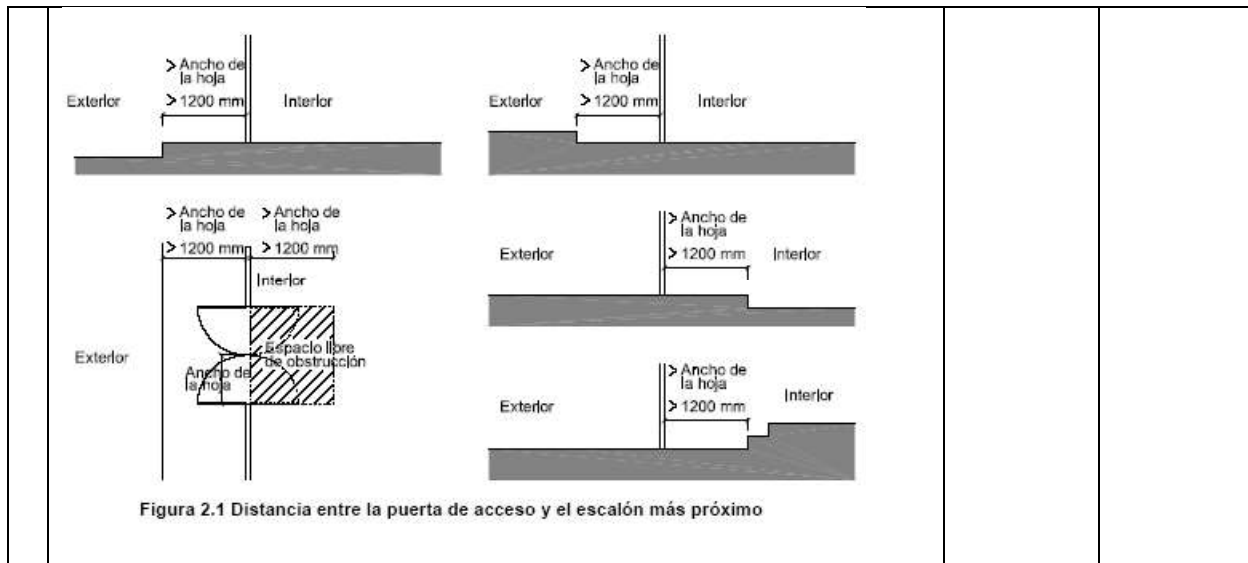 > Ancho de
la hoja
> 1200 mm
Exterior
Interior
> Ancho de
la hoja
> 1200 mm
Exterior
Interior
> Ancho de
la hoja
> 1200 mm
> Ancho de
la hoja
> 1200 mm
Interior
Exterior
Espacio libre
de obstrucción
Ancho de
la hoja
> Ancho de
la hoja
> 1200 mm
Exterior
Interior
> Ancho de
la hoja
> 1200 mm
Exterior
Interior
Figura 2.1 Distancia entre la puerta de acceso y el escalón más próximo